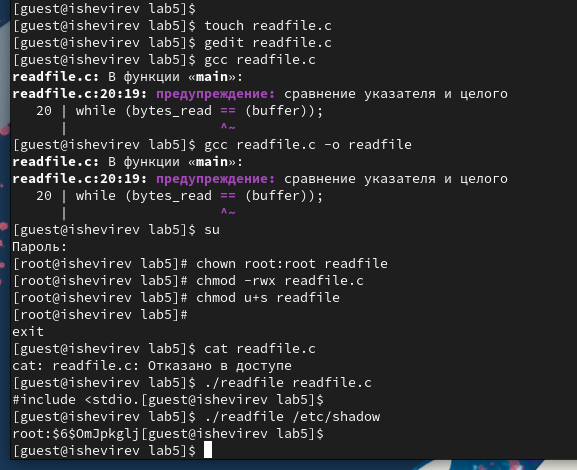 [guest@ishevirev lab5]$
[guest@ishevirev lab5]$ touch readfile.c
[guest@ishevirev lab5]$ gedit readfile.c
[guest@ishevirev lab5]$ gcc readfile.c
readfile.c: В функции «main»:
readfile.c:20:19: предупреждение: сравнение указателя и целого
   20 | while (bytes_read == (buffer));
      |                   ^~
[guest@ishevirev lab5]$ gcc readfile.c -o readfile
readfile.c: В функции «main»:
readfile.c:20:19: предупреждение: сравнение указателя и целого
   20 | while (bytes_read == (buffer));
      |                   ^~
[guest@ishevirev lab5]$ su
Пароль:
[root@ishevirev lab5]# chown root:root readfile
[root@ishevirev lab5]# chmod -rwx readfile.c
[root@ishevirev lab5]# chmod u+s readfile
[root@ishevirev lab5]#
exit
[guest@ishevirev lab5]$ cat readfile.c
cat: readfile.c: Отказано в доступе
[guest@ishevirev lab5]$ ./readfile readfile.c
#include <stdio.[guest@ishevirev lab5]$
[guest@ishevirev lab5]$ ./readfile /etc/shadow
root:$6$OmJpkglj[guest@ishevirev lab5]$
[guest@ishevirev lab5]$